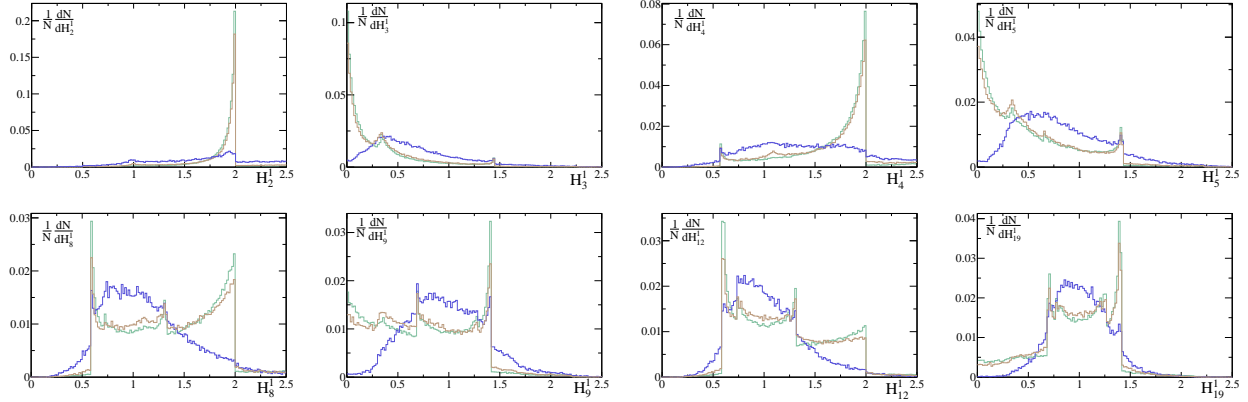 1/N dN/dH_2^1
0.2
0.175
0.15
0.125
0.1
0.075
0.05
0.025
0
0 0.5 1 1.5 2 2.5
H_2^1
1/N dN/dH_3^1
0.1
0.05
0
0 0.5 1 1.5 2 2.5
H_3^1
1/N dN/dH_4^1
0.08
0.06
0.04
0.02
0
0 0.5 1 1.5 2 2.5
H_4^1
1/N dN/dH_5^1
0.04
0.02
0
0 0.5 1 1.5 2 2.5
H_5^1
1/N dN/dH_8^1
0.03
0.02
0.01
0
0 0.5 1 1.5 2 2.5
H_8^1
1/N dN/dH_9^1
0.03
0.02
0.01
0
0 0.5 1 1.5 2 2.5
H_9^1
1/N dN/dH_12^1
0.03
0.02
0.01
0
0 0.5 1 1.5 2 2.5
H_12^1
1/N dN/dH_19^1
0.04
0.03
0.02
0.01
0
0 0.5 1 1.5 2 2.5
H_19^1